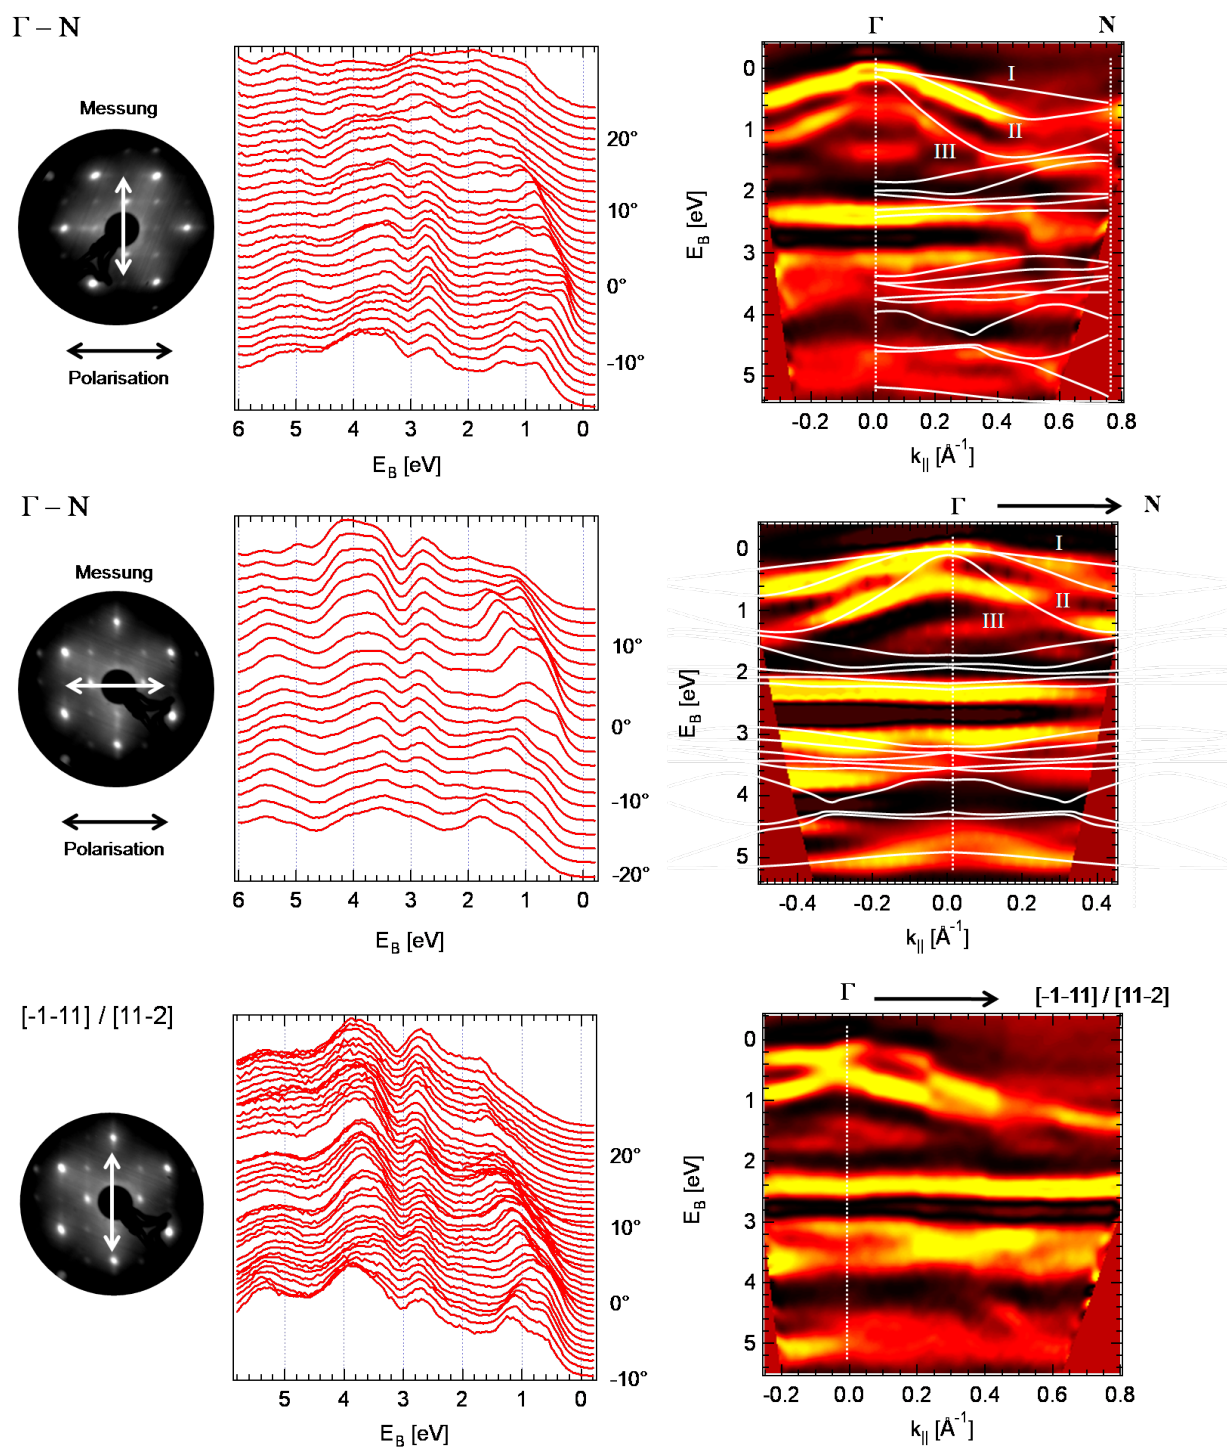 Γ – N
Messung
Polarisation
20°
10°
0°
-10°
6 5 4 3 2 1 0
E_B [eV]
Γ N
I
II
III
0
1
2
3
4
5
E_B [eV]
-0.2 0.0 0.2 0.4 0.6 0.8
k_|| [Å^-1]
Γ – N
Messung
Polarisation
10°
0°
-10°
-20°
6 5 4 3 2 1 0
E_B [eV]
Γ N
I
II
III
0
1
2
3
4
5
E_B [eV]
-0.4 -0.2 0.0 0.2 0.4
k_|| [Å^-1]
[-1-11] / [11-2]
20°
10°
0°
-10°
5 4 3 2 1 0
E_B [eV]
Γ [-1-11] / [11-2]
0
1
2
3
4
5
E_B [eV]
-0.2 0.0 0.2 0.4 0.6 0.8
k_|| [Å^-1]